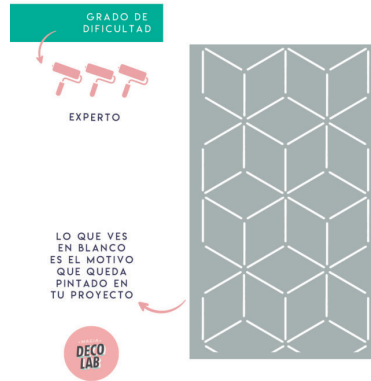 GRADO DE
DIFICULTAD
EXPERTO
LO QUE VES
EN BLANCO
ES EL MOTIVO
QUE QUEDA
PINTADO EN
TU PROYECTO
DECO
LAB